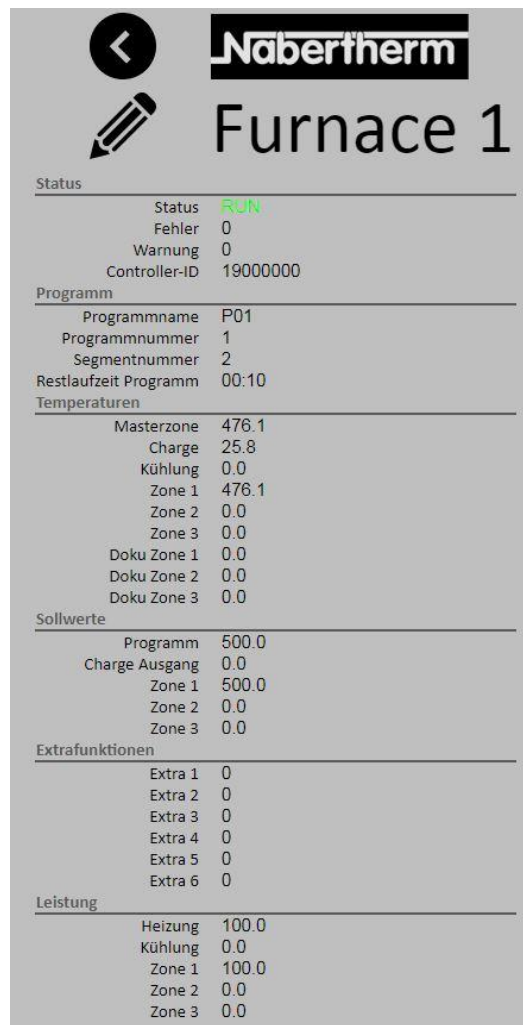 Nabertherm
Furnace 1
Status
Status RUN
Fehler 0
Warnung 0
Controller-ID 19000000
Programm
Programmname P01
Programmnummer 1
Segmentnummer 2
Restlaufzeit Programm 00:10
Temperaturen
Masterzone 476.1
Charge 25.8
Kühlung 0.0
Zone 1 476.1
Zone 2 0.0
Zone 3 0.0
Doku Zone 1 0.0
Doku Zone 2 0.0
Doku Zone 3 0.0
Sollwerte
Programm 500.0
Charge Ausgang 0.0
Zone 1 500.0
Zone 2 0.0
Zone 3 0.0
Extrafunktionen
Extra 1 0
Extra 2 0
Extra 3 0
Extra 4 0
Extra 5 0
Extra 6 0
Leistung
Heizung 100.0
Kühlung 0.0
Zone 1 100.0
Zone 2 0.0
Zone 3 0.0